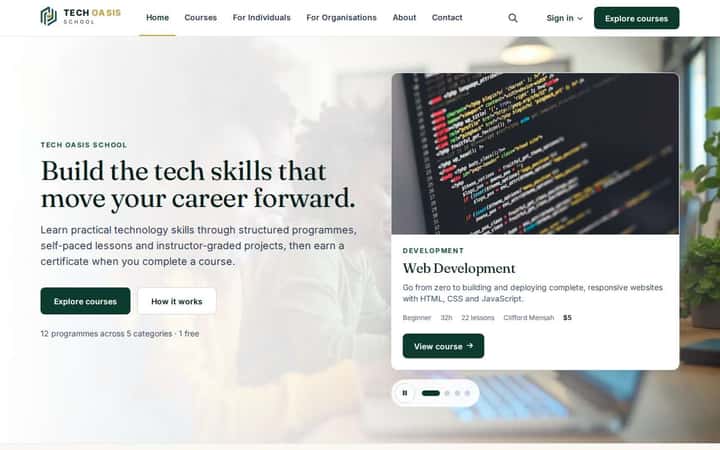 TECH OASIS
SCHOOL
Home
Courses
For Individuals
For Organisations
About
Contact
Sign in
Explore courses
TECH OASIS SCHOOL
Build the tech skills that
move your career forward.
Learn practical technology skills through structured programmes,
self-paced lessons and instructor-graded projects, then earn a
certificate when you complete a course.
Explore courses
How it works
12 programmes across 5 categories · 1 free
DEVELOPMENT
Web Development
Go from zero to building and deploying complete, responsive websites
with HTML, CSS and JavaScript.
Beginner 32h 22 lessons Clifford Mensah $5
View course →